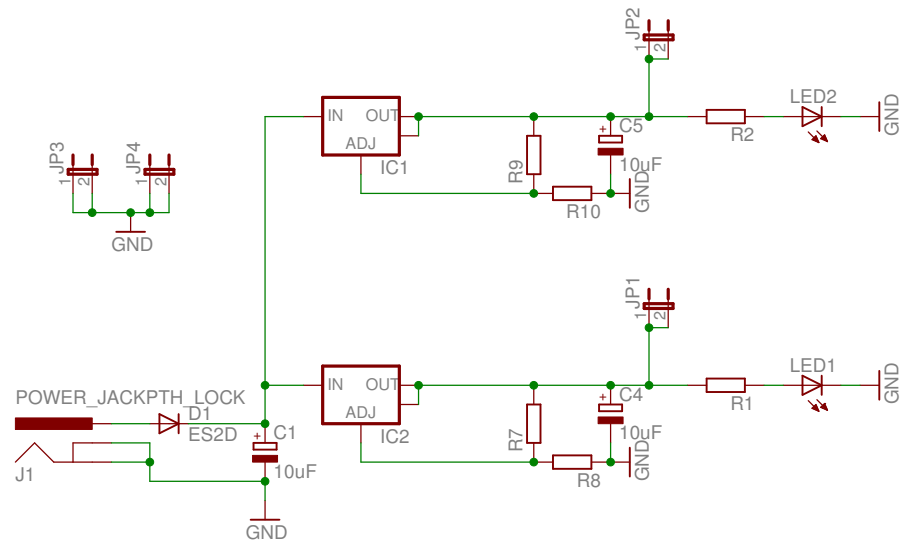 JP2
1
2
IN
OUT
ADJ
IC1
R9
R10
C5
+
10uF
GND
R2
LED2
GND
JP3
1
2
JP4
1
2
GND
JP1
1
2
IN
OUT
ADJ
IC2
R7
R8
C4
+
10uF
GND
R1
LED1
GND
POWER_JACKPTH_LOCK
D1
ES2D
J1
+
C1
10uF
GND